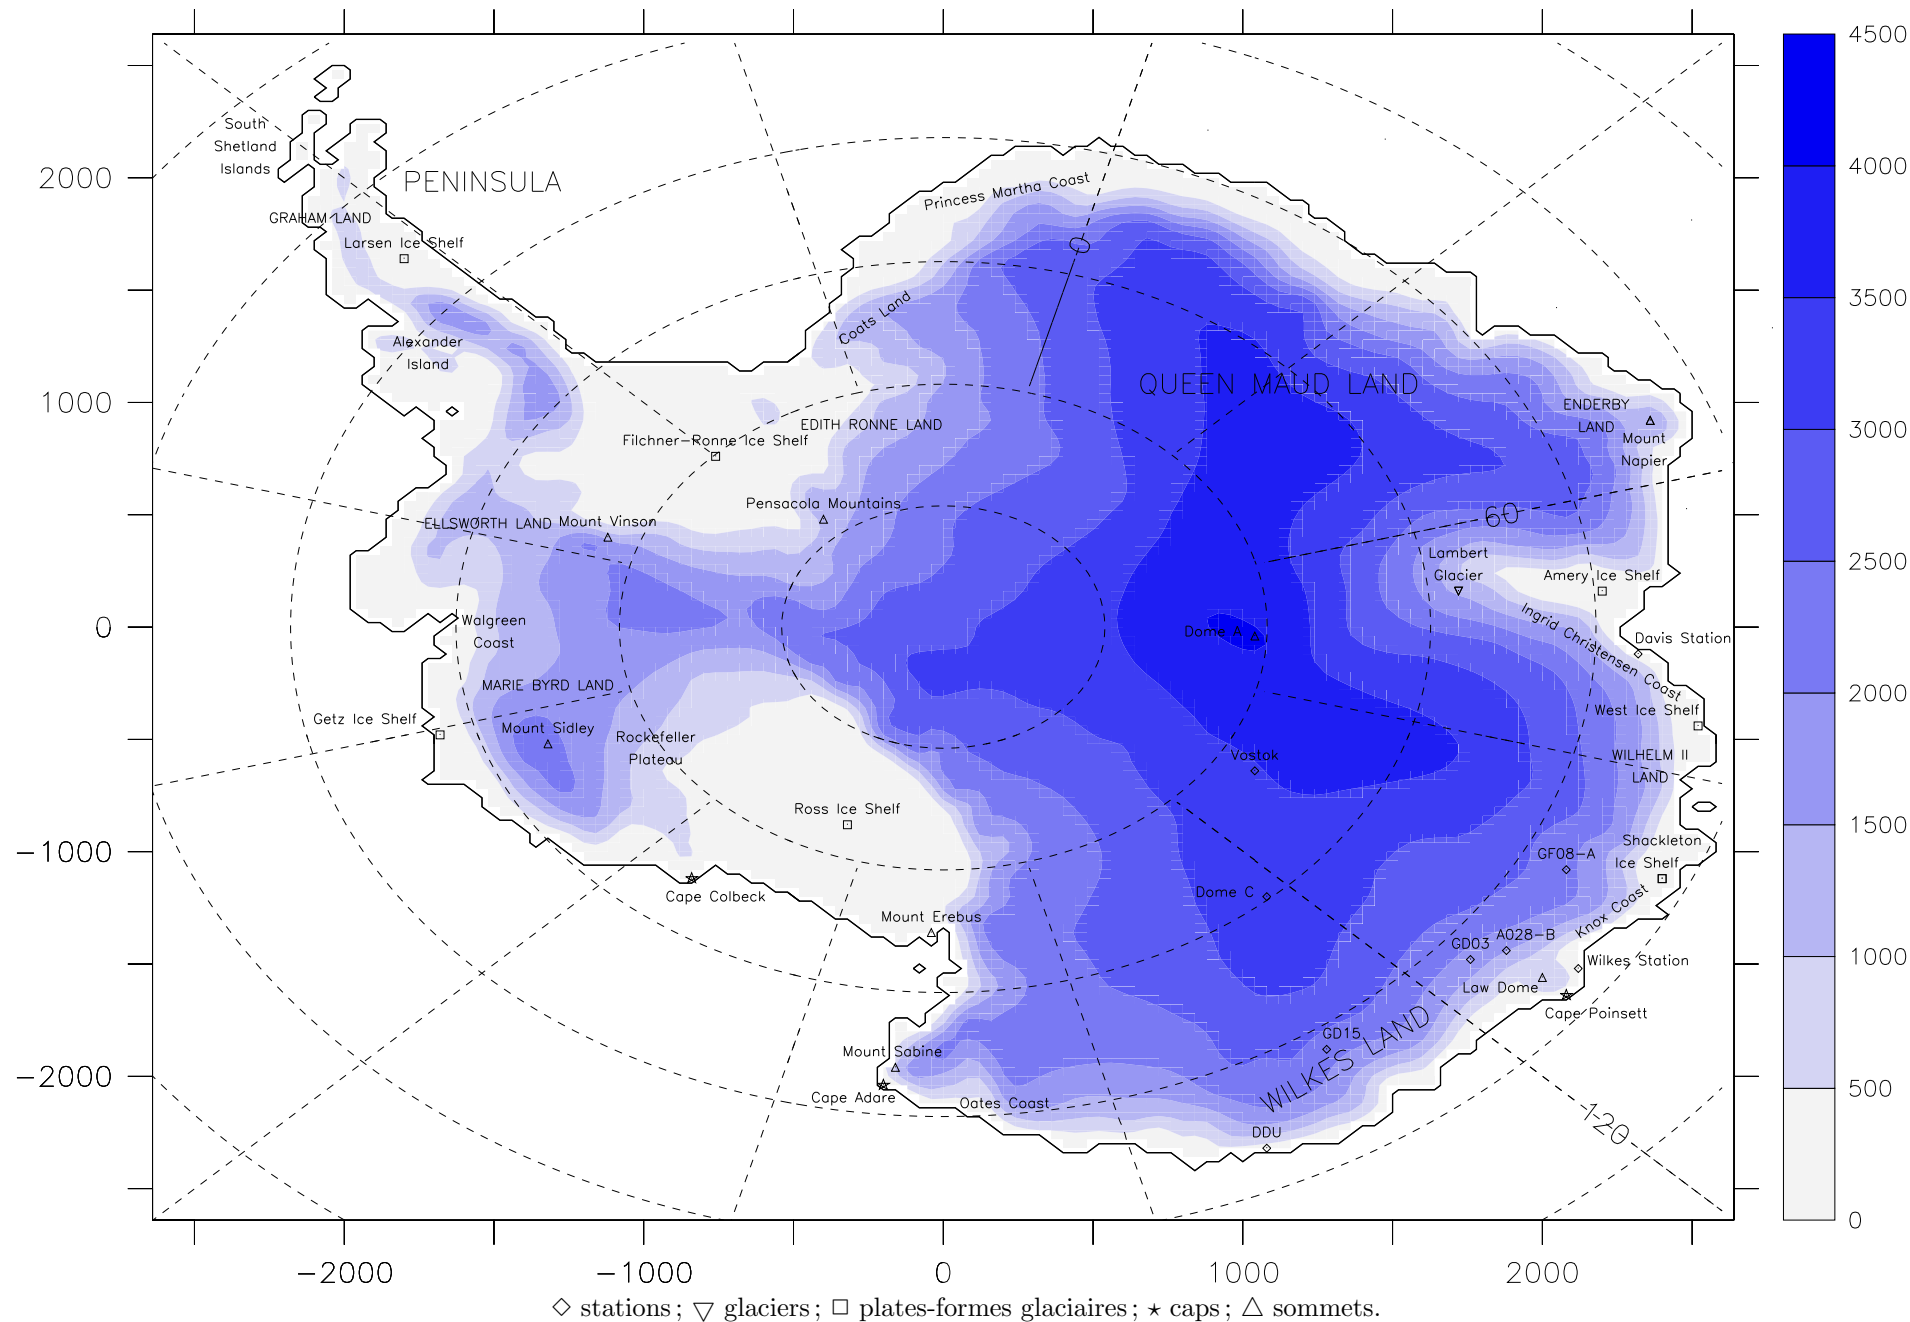 4500
4000
3500
3000
2500
2000
1500
1000
500
0
2000
1000
0
−1000
−2000
South
Shetland
Islands
PENINSULA
GRAHAM LAND
Larsen Ice Shelf
Princess Martha Coast
0
Coats Land
Alexander
Island
QUEEN MAUD LAND
ENDERBY
LAND
Mount
Napier
EDITH RONNE LAND
Filchner−Ronne Ice Shelf
Pensacola Mountains
ELLSWORTH LAND
Mount Vinson
60
Lambert
Glacier
Amery Ice Shelf
Ingrid Christensen Coast
Walgreen
Coast
Dome A
Davis Station
MARIE BYRD LAND
West Ice Shelf
Getz Ice Shelf
Mount Sidley
Rockefeller
Plateau
Vostok
WILHELM II
LAND
Ross Ice Shelf
Shackleton
Ice Shelf
GF08−A
Cape Colbeck
Dome C
Mount Erebus
Knox Coast
GD03
A028−B
Wilkes Station
Law Dome
Cape Poinsett
GD15
WILKES LAND
Mount Sabine
Cape Adare
Oates Coast
DDU
120
−2000
−1000
0
1000
2000
◇ stations ; ▽ glaciers ; □ plates-formes glaciaires ; ⋆ caps ; △ sommets.